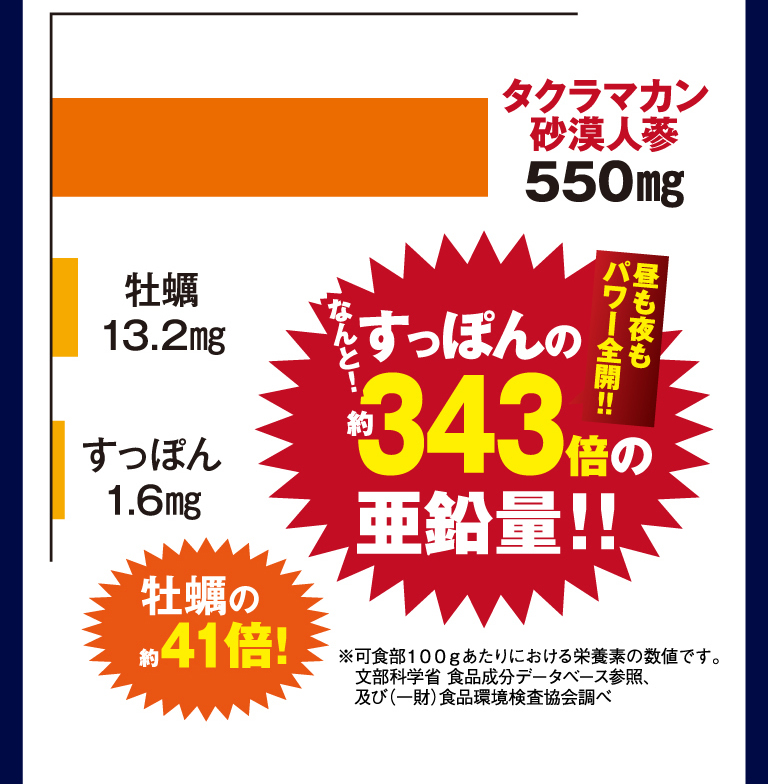 タクラマカン
砂漠人蔘
550㎎
牡蠣
13.2㎎
すっぽん
1.6㎎
昼も夜も
パワー全開!!
なんと!
すっぽんの
約343倍の
亜鉛量!!
牡蠣の
約41倍!
※可食部100gあたりにおける栄養素の数値です。
文部科学省 食品成分データベース参照、
及び(一財)食品環境検査協会調べ